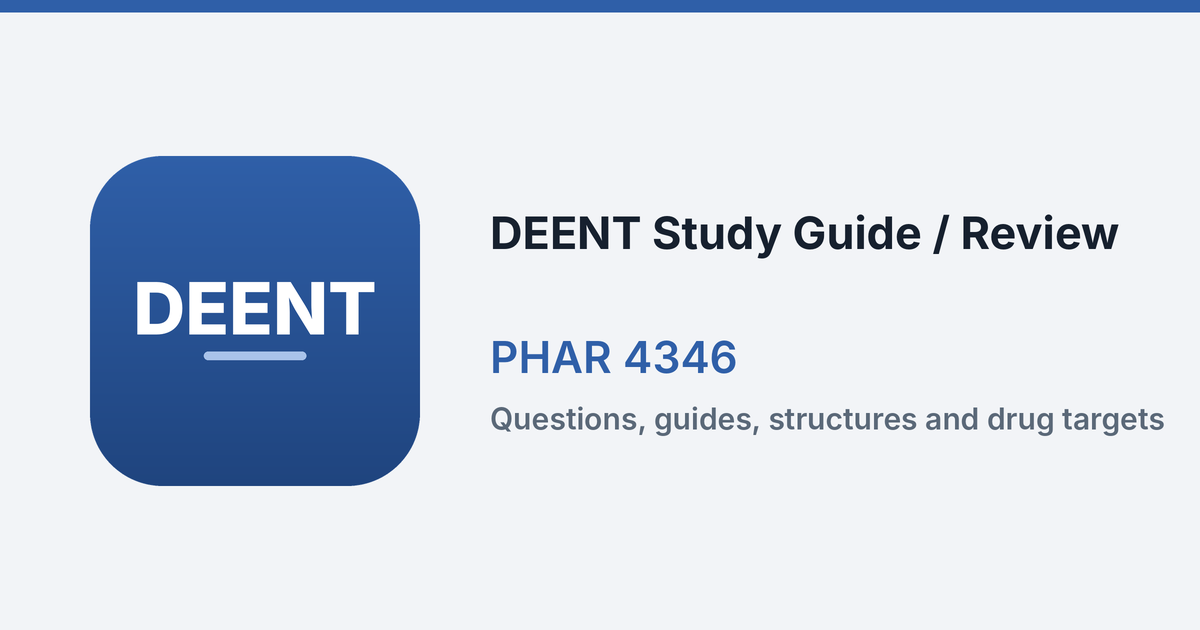 DEENT
DEENT Study Guide / Review
PHAR 4346
Questions, guides, structures and drug targets